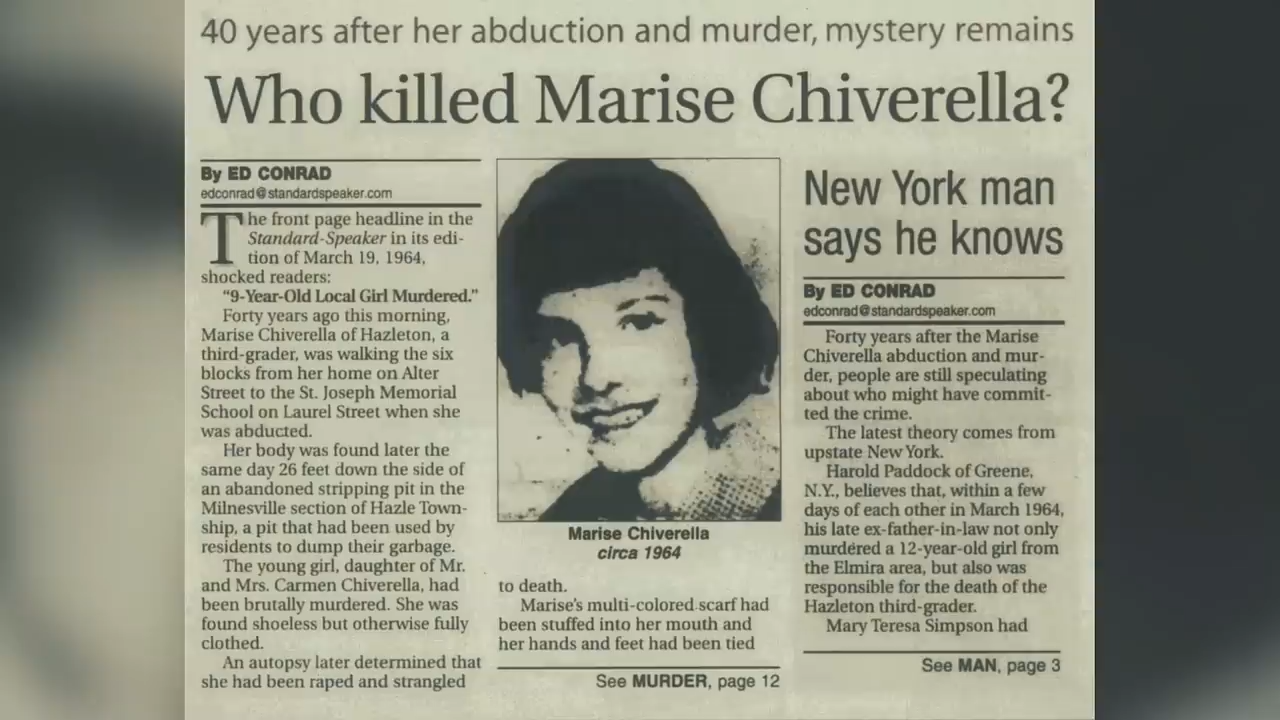 40 years after her abduction and murder, mystery remains
Who killed Marise Chiverella?
By ED CONRAD
edconrad@standardspeaker.com
The front page headline in the
Standard-Speaker in its edi-
tion of March 19, 1964,
shocked readers:
“9-Year-Old Local Girl Murdered.”
Forty years ago this morning,
Marise Chiverella of Hazleton, a
third-grader, was walking the six
blocks from her home on Alter
Street to the St. Joseph Memorial
School on Laurel Street when she
was abducted.
Her body was found later the
same day 26 feet down the side of
an abandoned stripping pit in the
Milnesville section of Hazle Town-
ship, a pit that had been used by
residents to dump their garbage.
The young girl, daughter of Mr.
and Mrs. Carmen Chiverella, had
been brutally murdered. She was
found shoeless but otherwise fully
clothed.
An autopsy later determined that
she had been raped and strangled
Marise Chiverella
circa 1964
to death.
Marise's multi-colored scarf had
been stuffed into her mouth and
her hands and feet had been tied
See MURDER, page 12
New York man
says he knows
By ED CONRAD
edconrad@standardspeaker.com
Forty years after the Marise
Chiverella abduction and mur-
der, people are still speculating
about who might have commit-
ted the crime.
The latest theory comes from
upstate New York.
Harold Paddock of Greene,
N.Y., believes that, within a few
days of each other in March 1964,
his late ex-father-in-law not only
murdered a 12-year-old girl from
the Elmira area, but also was
responsible for the death of the
Hazleton third-grader.
Mary Teresa Simpson had
See MAN, page 3